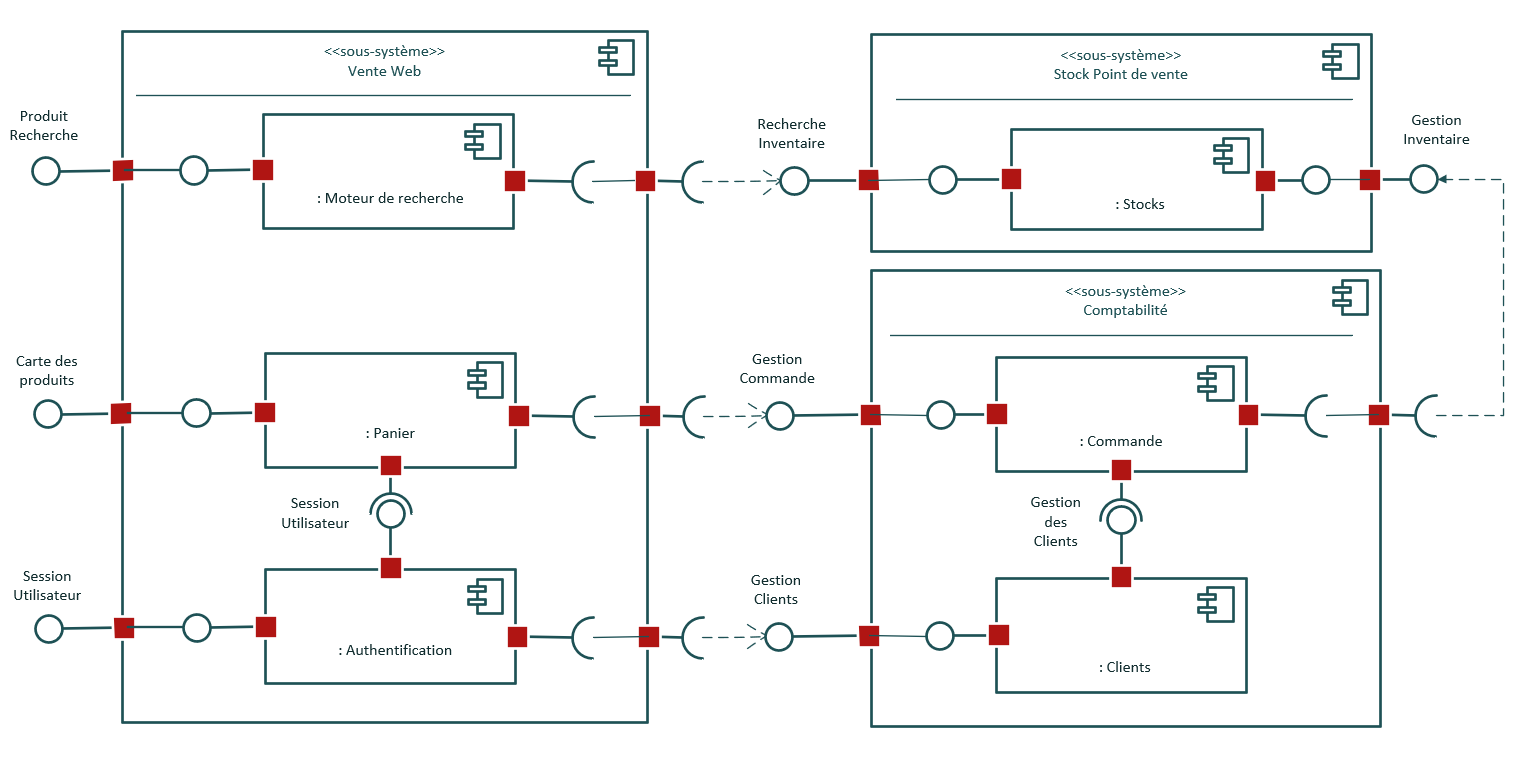 <<sous-système>>
Vente Web
Produit
Recherche
: Moteur de recherche
Recherche
Inventaire
<<sous-système>>
Stock Point de vente
: Stocks
Gestion
Inventaire
Carte des
produits
: Panier
Session
Utilisateur
Session
Utilisateur
: Authentification
Gestion
Commande
Gestion
Clients
<<sous-système>>
Comptabilité
: Commande
Gestion
des
Clients
: Clients